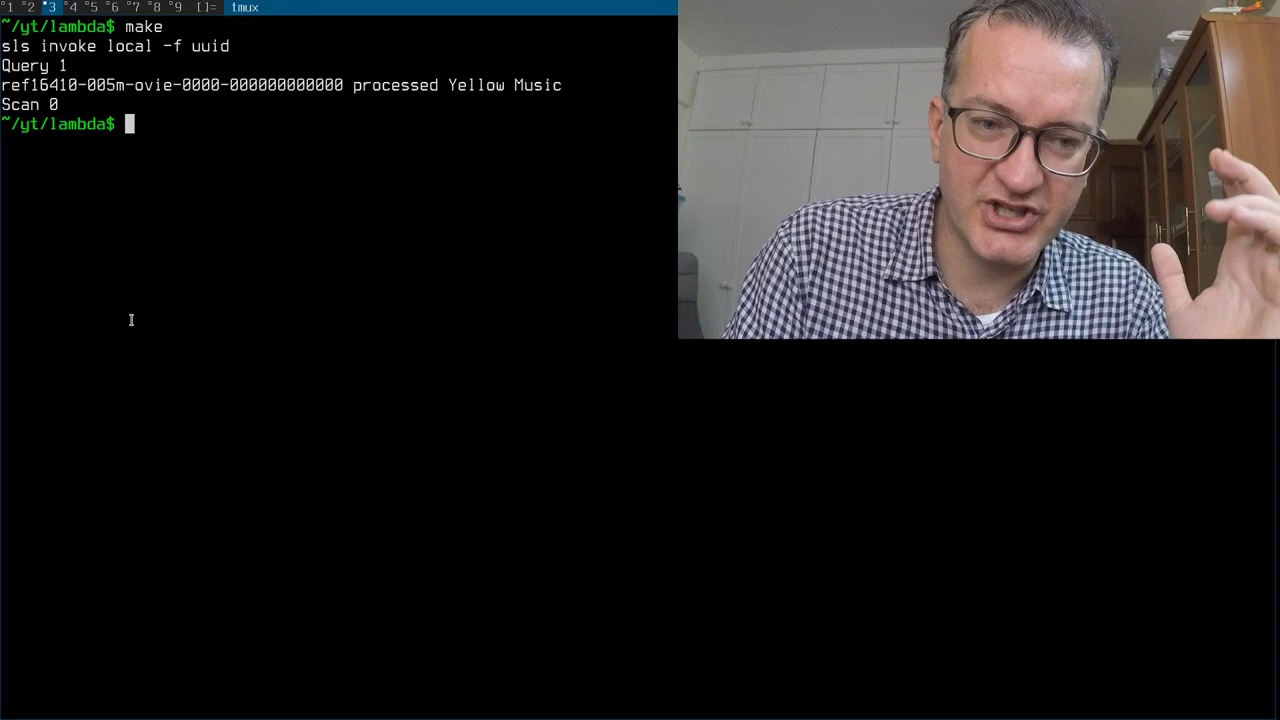 °1 °2 °3 °4 °5 °6 °7 °8 °9 []= tmux
~/yt/lambda$ make
sls invoke local -f uuid
Query 1
ref16410-005m-ovie-0000-000000000000 processed Yellow Music
Scan 0
~/yt/lambda$